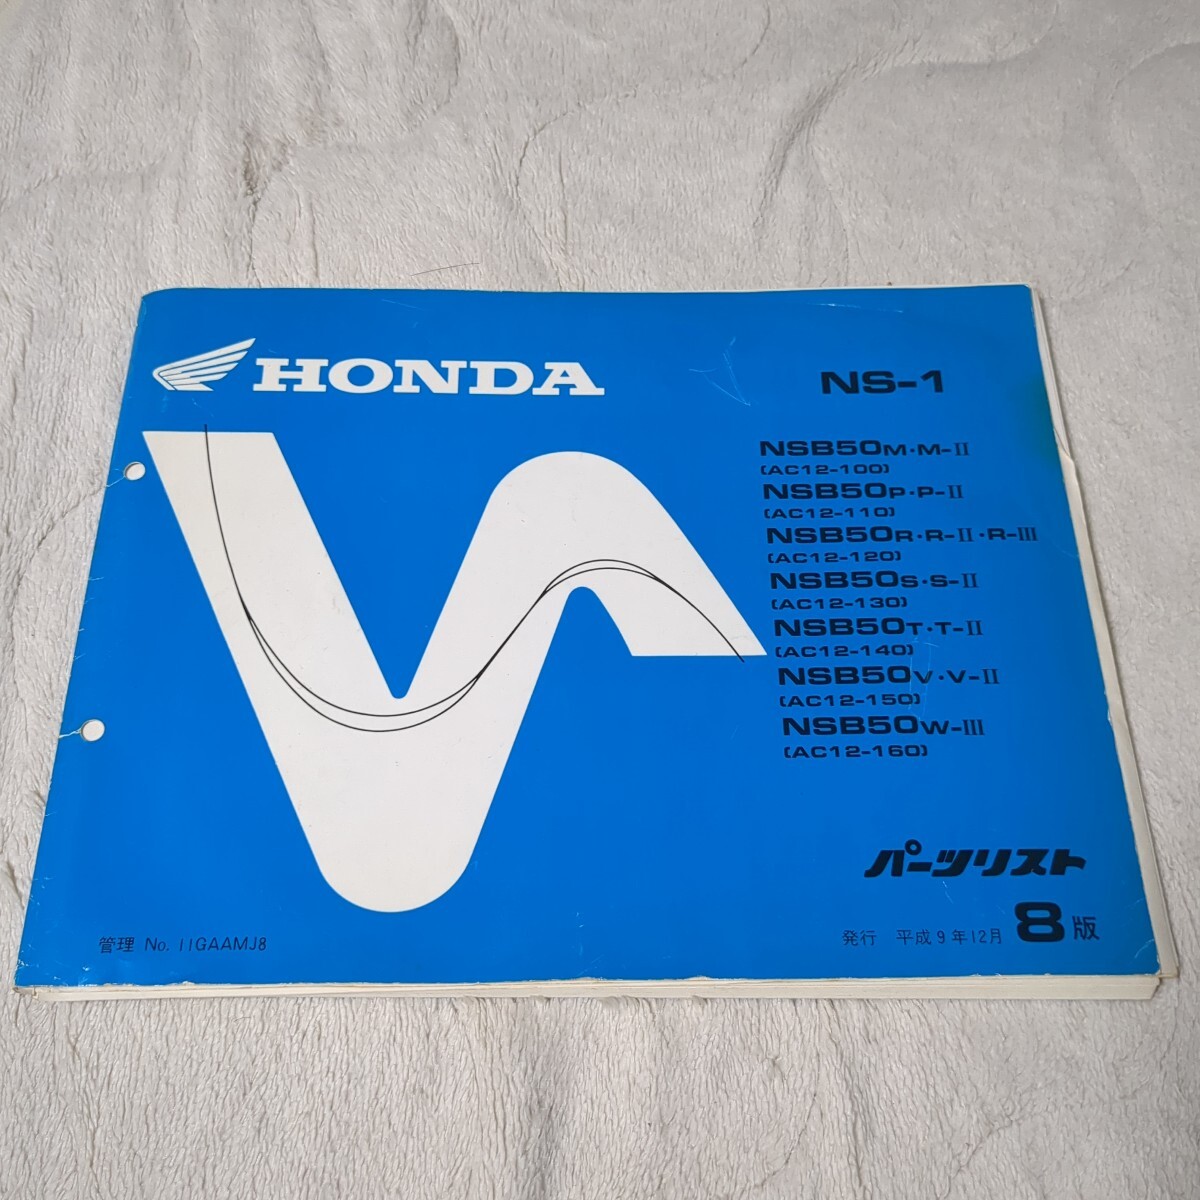 HONDA
NS-1
NSB50M·M-II
(AC12-100)
NSB50P·P-II
(AC12-110)
NSB50R·R-II·R-III
(AC12-120)
NSB50S·S-II
(AC12-130)
NSB50T·T-II
(AC12-140)
NSB50V·V-II
(AC12-150)
NSB50W-III
(AC12-160)
パーツリスト
管理 No. 11GAAMJ8
発行 平成9年12月 8版